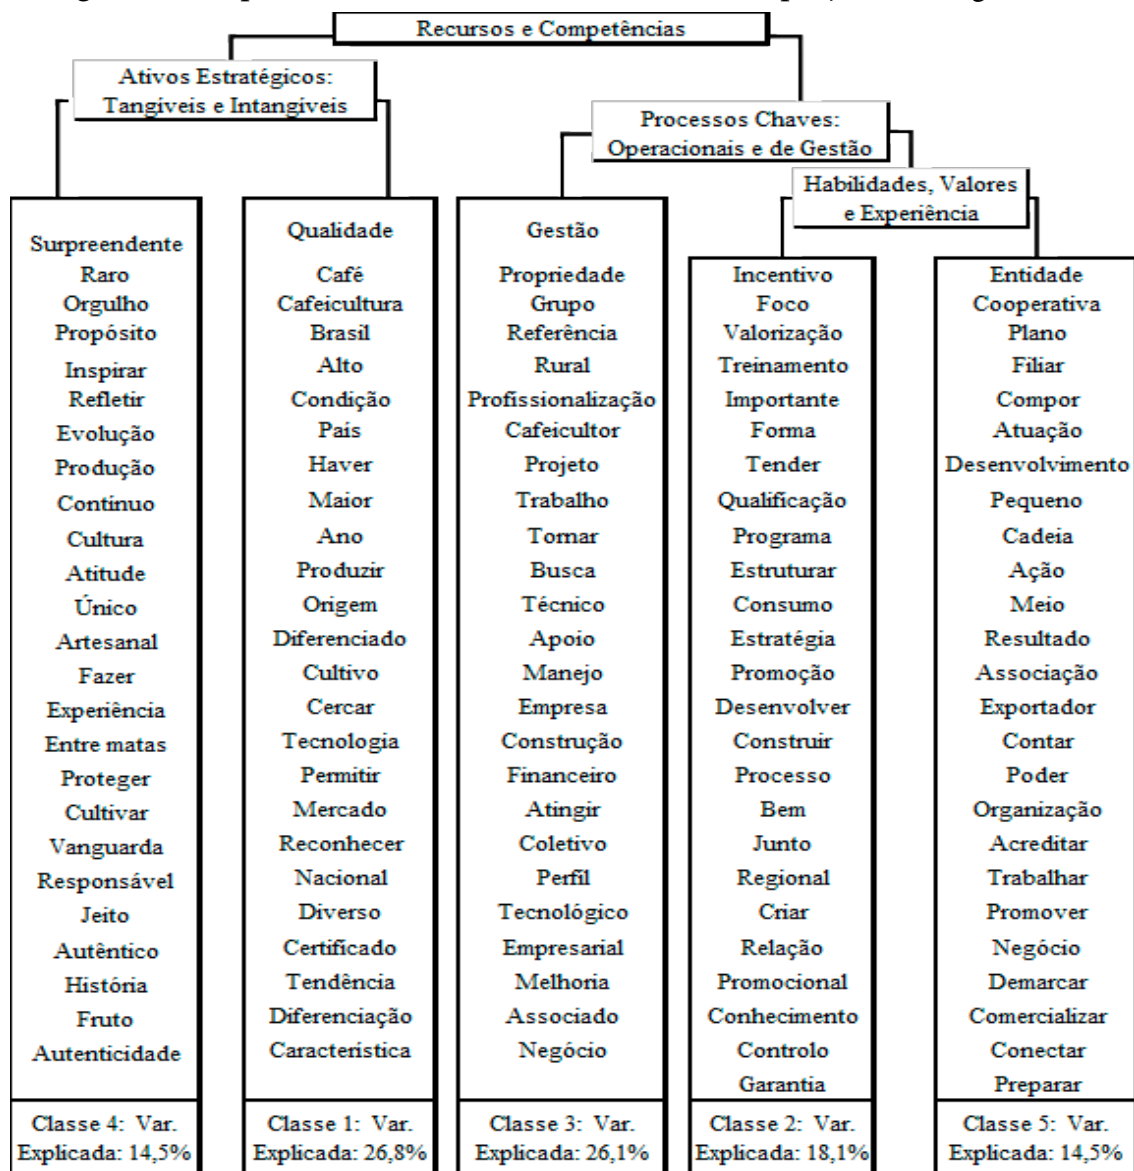 Recursos e Competências
Ativos Estratégicos:
Tangíveis e Intangíveis
Processos Chaves:
Operacionais e de Gestão
Habilidades, Valores
e Experiência
Surpreendente
Raro
Orgulho
Propósito
Inspirar
Refletir
Evolução
Produção
Contínuo
Cultura
Atitude
Único
Artesanal
Fazer
Experiência
Entre matas
Proteger
Cultivar
Vanguarda
Responsável
Jeito
Autêntico
História
Fruto
Autenticidade
Classe 4: Var.
Explicada: 14,5%
Qualidade
Café
Cafeicultura
Brasil
Alto
Condição
País
Haver
Maior
Ano
Produzir
Origem
Diferenciado
Cultivo
Cercar
Tecnologia
Permitir
Mercado
Reconhecer
Nacional
Diverso
Certificado
Tendência
Diferenciação
Característica
Classe 1: Var.
Explicada: 26,8%
Gestão
Propriedade
Grupo
Referência
Rural
Profissionalização
Cafeicultor
Projeto
Trabalho
Tornar
Busca
Técnico
Apoio
Manejo
Empresa
Construção
Financeiro
Atingir
Coletivo
Perfil
Tecnológico
Empresarial
Melhoria
Associado
Negócio
Classe 3: Var.
Explicada: 26,1%
Incentivo
Foco
Valorização
Treinamento
Importante
Forma
Tender
Qualificação
Programa
Estruturar
Consumo
Estratégia
Promoção
Desenvolver
Construir
Processo
Bem
Junto
Regional
Criar
Relação
Promocional
Conhecimento
Controlo
Garantia
Classe 2: Var.
Explicada: 18,1%
Entidade
Cooperativa
Plano
Filiar
Compor
Atuação
Desenvolvimento
Pequeno
Cadeia
Ação
Meio
Resultado
Associação
Exportador
Contar
Poder
Organização
Acreditar
Trabalhar
Promover
Negócio
Demarcar
Comercializar
Conectar
Preparar
Classe 5: Var.
Explicada: 14,5%